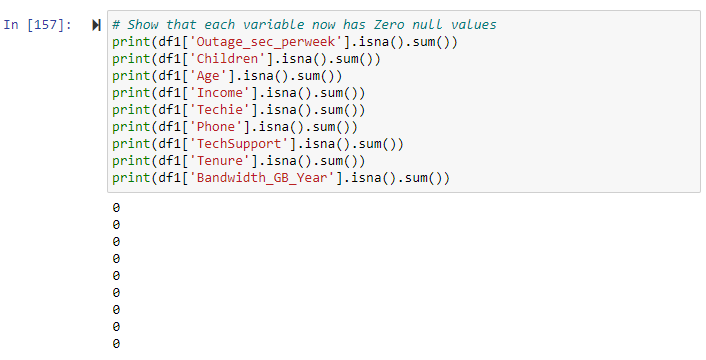 In [157]:
# Show that each variable now has Zero null values
print(df1['Outage_sec_perweek'].isna().sum())
print(df1['Children'].isna().sum())
print(df1['Age'].isna().sum())
print(df1['Income'].isna().sum())
print(df1['Techie'].isna().sum())
print(df1['Phone'].isna().sum())
print(df1['TechSupport'].isna().sum())
print(df1['Tenure'].isna().sum())
print(df1['Bandwidth_GB_Year'].isna().sum())
0
0
0
0
0
0
0
0
0